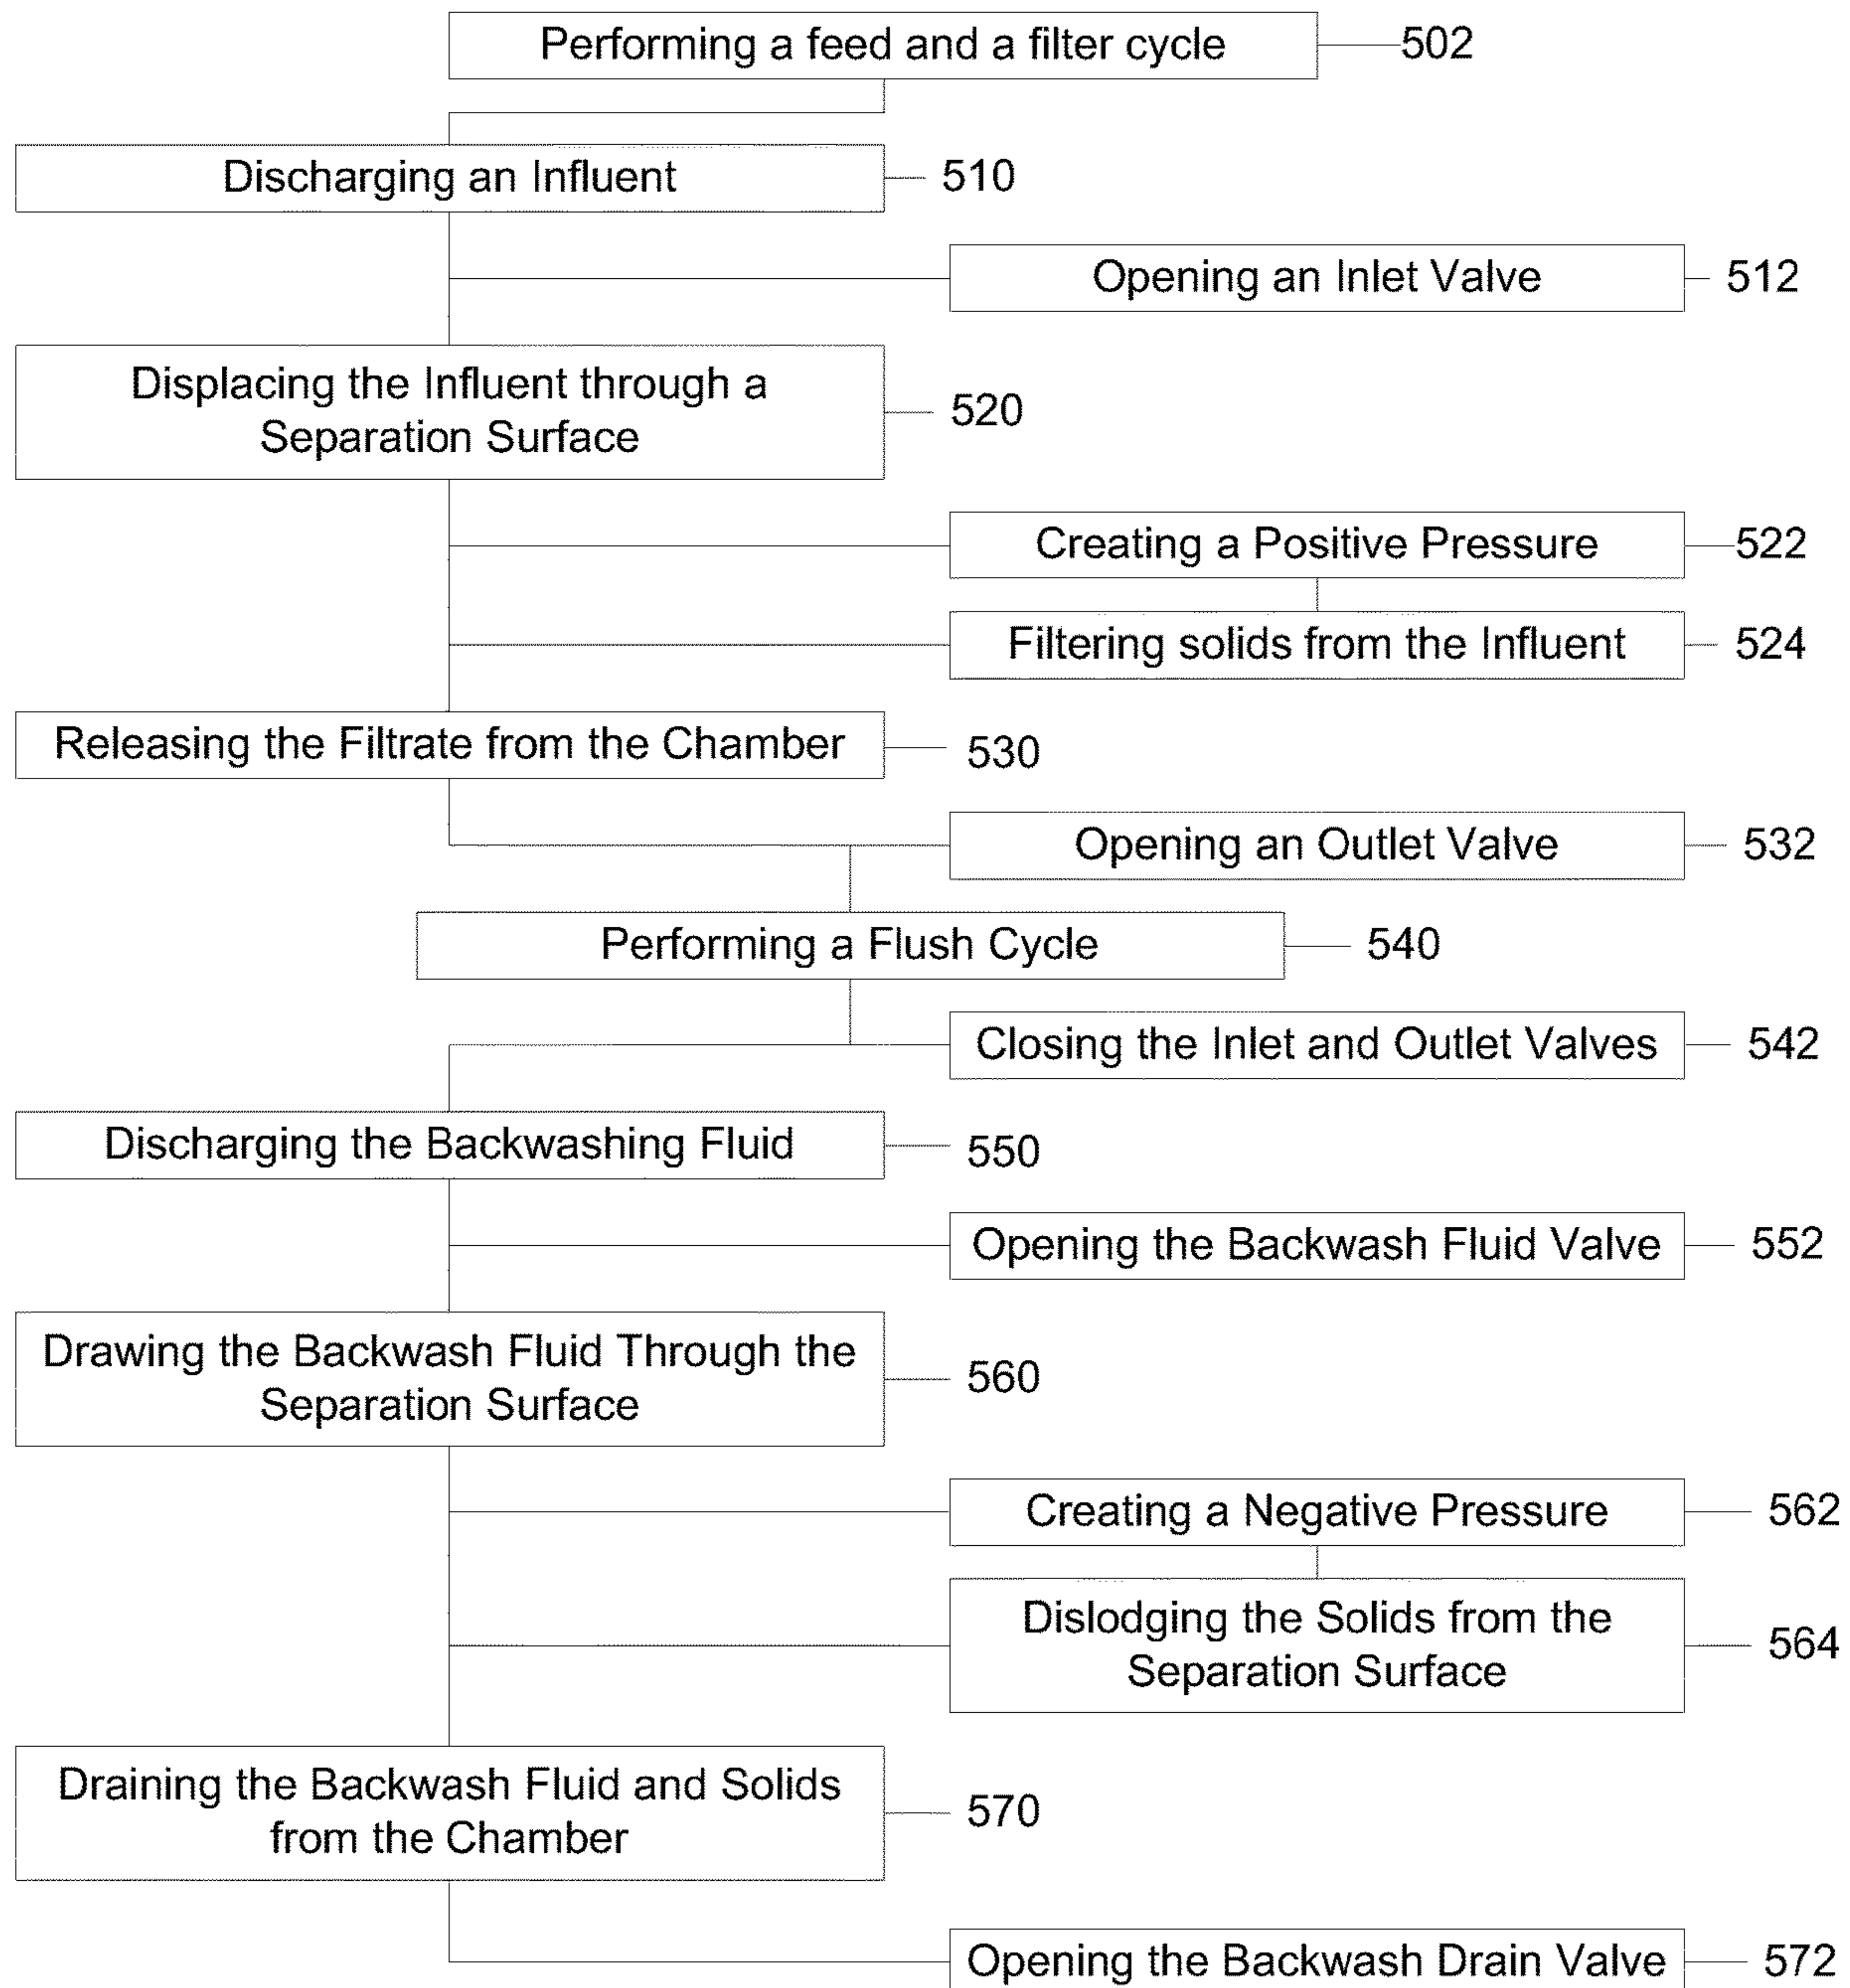 Performing a feed and a filter cycle 502
Discharging an Influent 510
Opening an Inlet Valve 512
Displacing the Influent through a
Separation Surface 520
Creating a Positive Pressure 522
Filtering solids from the Influent 524
Releasing the Filtrate from the Chamber 530
Opening an Outlet Valve 532
Performing a Flush Cycle 540
Closing the Inlet and Outlet Valves 542
Discharging the Backwashing Fluid 550
Opening the Backwash Fluid Valve 552
Drawing the Backwash Fluid Through the
Separation Surface 560
Creating a Negative Pressure 562
Dislodging the Solids from the
Separation Surface 564
Draining the Backwash Fluid and Solids
from the Chamber 570
Opening the Backwash Drain Valve 572